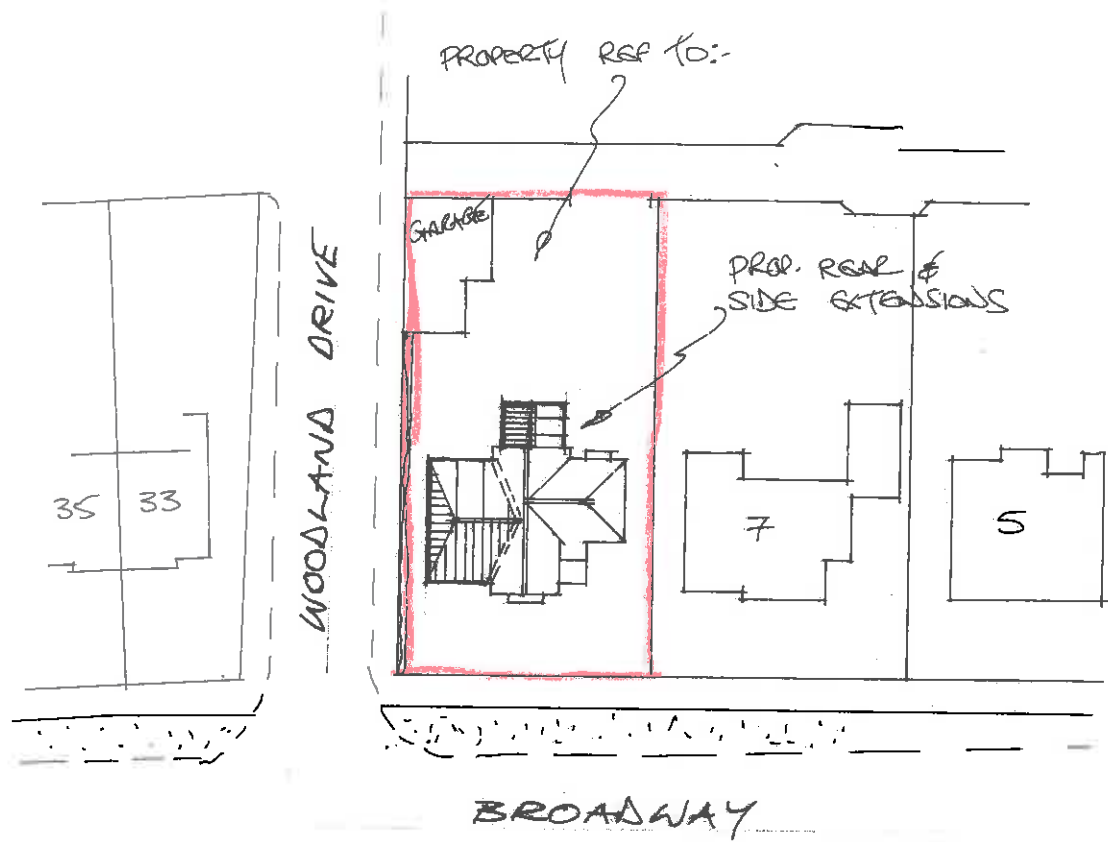 PROPERTY REF TO:-
GARAGE
PROP. REAR &
SIDE EXTENSIONS
WOODLAND DRIVE
35
33
7
5
BROADWAY